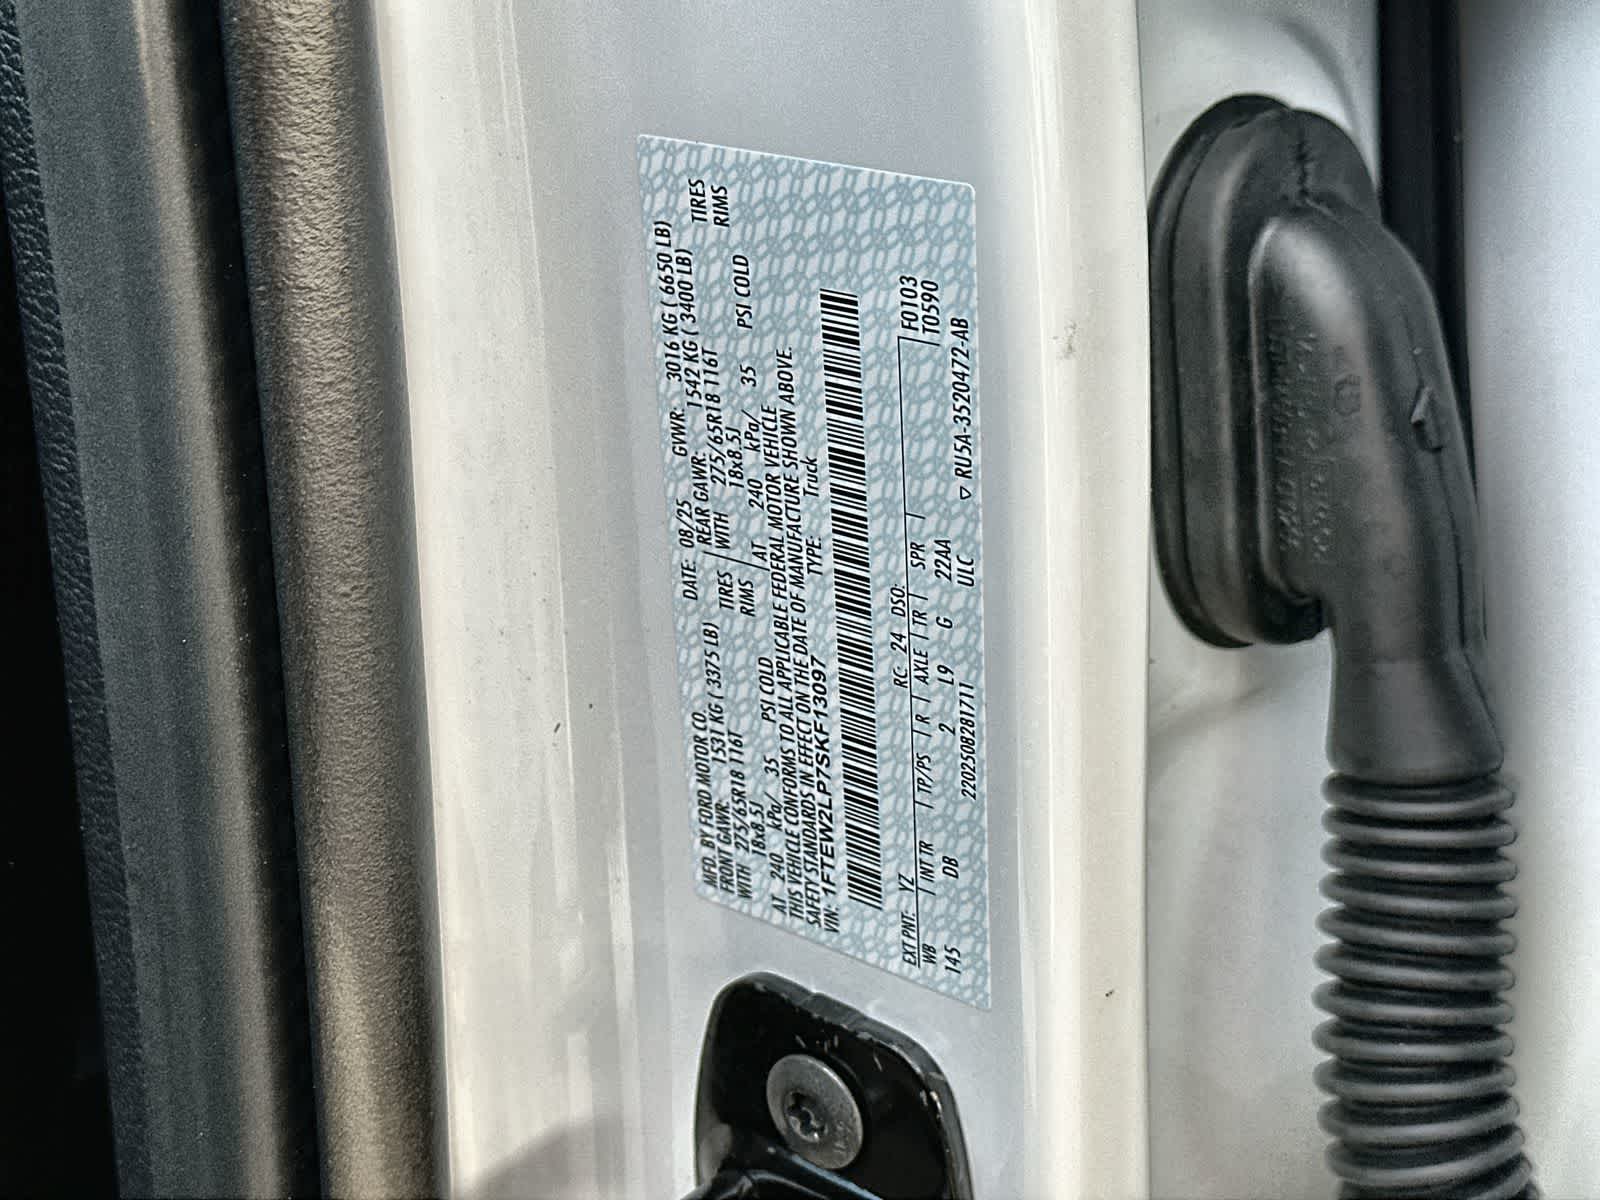 MFD. BY FORD MOTOR CO. DATE: 08/25 GVWR: 3016 KG ( 6650 LB)
FRONT GAWR: 1531 KG ( 3375 LB) REAR GAWR: 1542 KG ( 3400 LB)
WITH 275/65R18 116T TIRES WITH 275/65R18 116T TIRES
18x8.5J RIMS 18x8.5J RIMS
AT 240 kPa/ 35 PSI COLD AT 240 kPa/ 35 PSI COLD
THIS VEHICLE CONFORMS TO ALL APPLICABLE FEDERAL MOTOR VEHICLE
SAFETY STANDARDS IN EFFECT ON THE DATE OF MANUFACTURE SHOWN ABOVE.
VIN: 1FTEW2LP7SKF13097 TYPE: Truck
EXT PNT: YZ RC: 24 DSO: F0103
WB INT TR TP/PS R AXLE TR SPR T0590
145 DB 2 L9 G 22AA
220250828171​1 ULC ▽ RU5A-3520472-AB